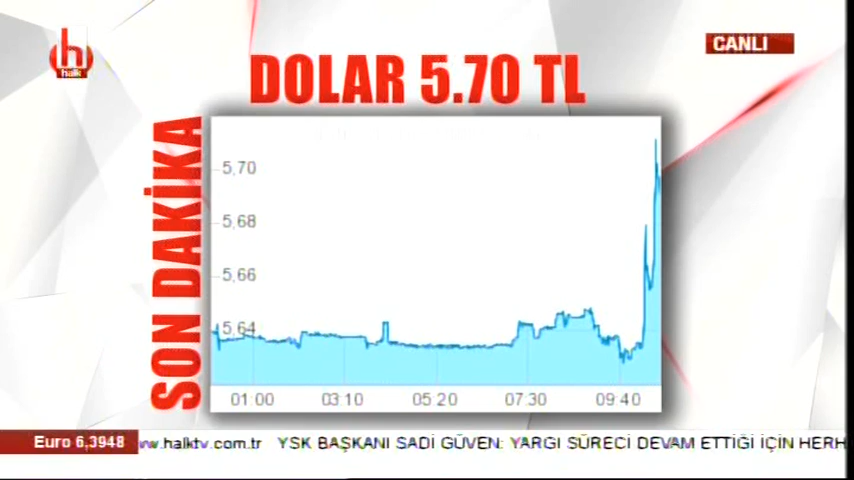 halk
CANLI
DOLAR 5.70 TL
SON DAKİKA
5,70
5,68
5,66
5,64
01:00 03:10 05:20 07:30 09:40
Euro 6,3948 www.halktv.com.tr YSK BAŞKANI SADİ GÜVEN: YARGI SÜRECİ DEVAM ETTİĞİ İÇİN HERH